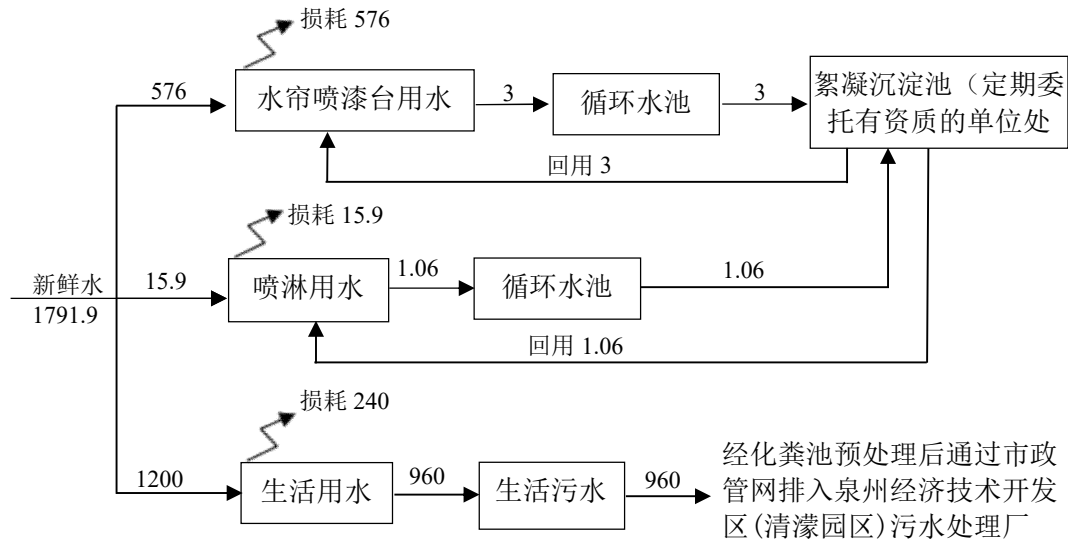 损耗 576
576
水帘喷漆台用水
3
循环水池
3
絮凝沉淀池（定期委
托有资质的单位处
回用 3
损耗 15.9
新鲜水
1791.9
15.9
喷淋用水
1.06
循环水池
1.06
回用 1.06
损耗 240
1200
生活用水
960
生活污水
960
经化粪池预处理后通过市政
管网排入泉州经济技术开发
区(清濛园区)污水处理厂